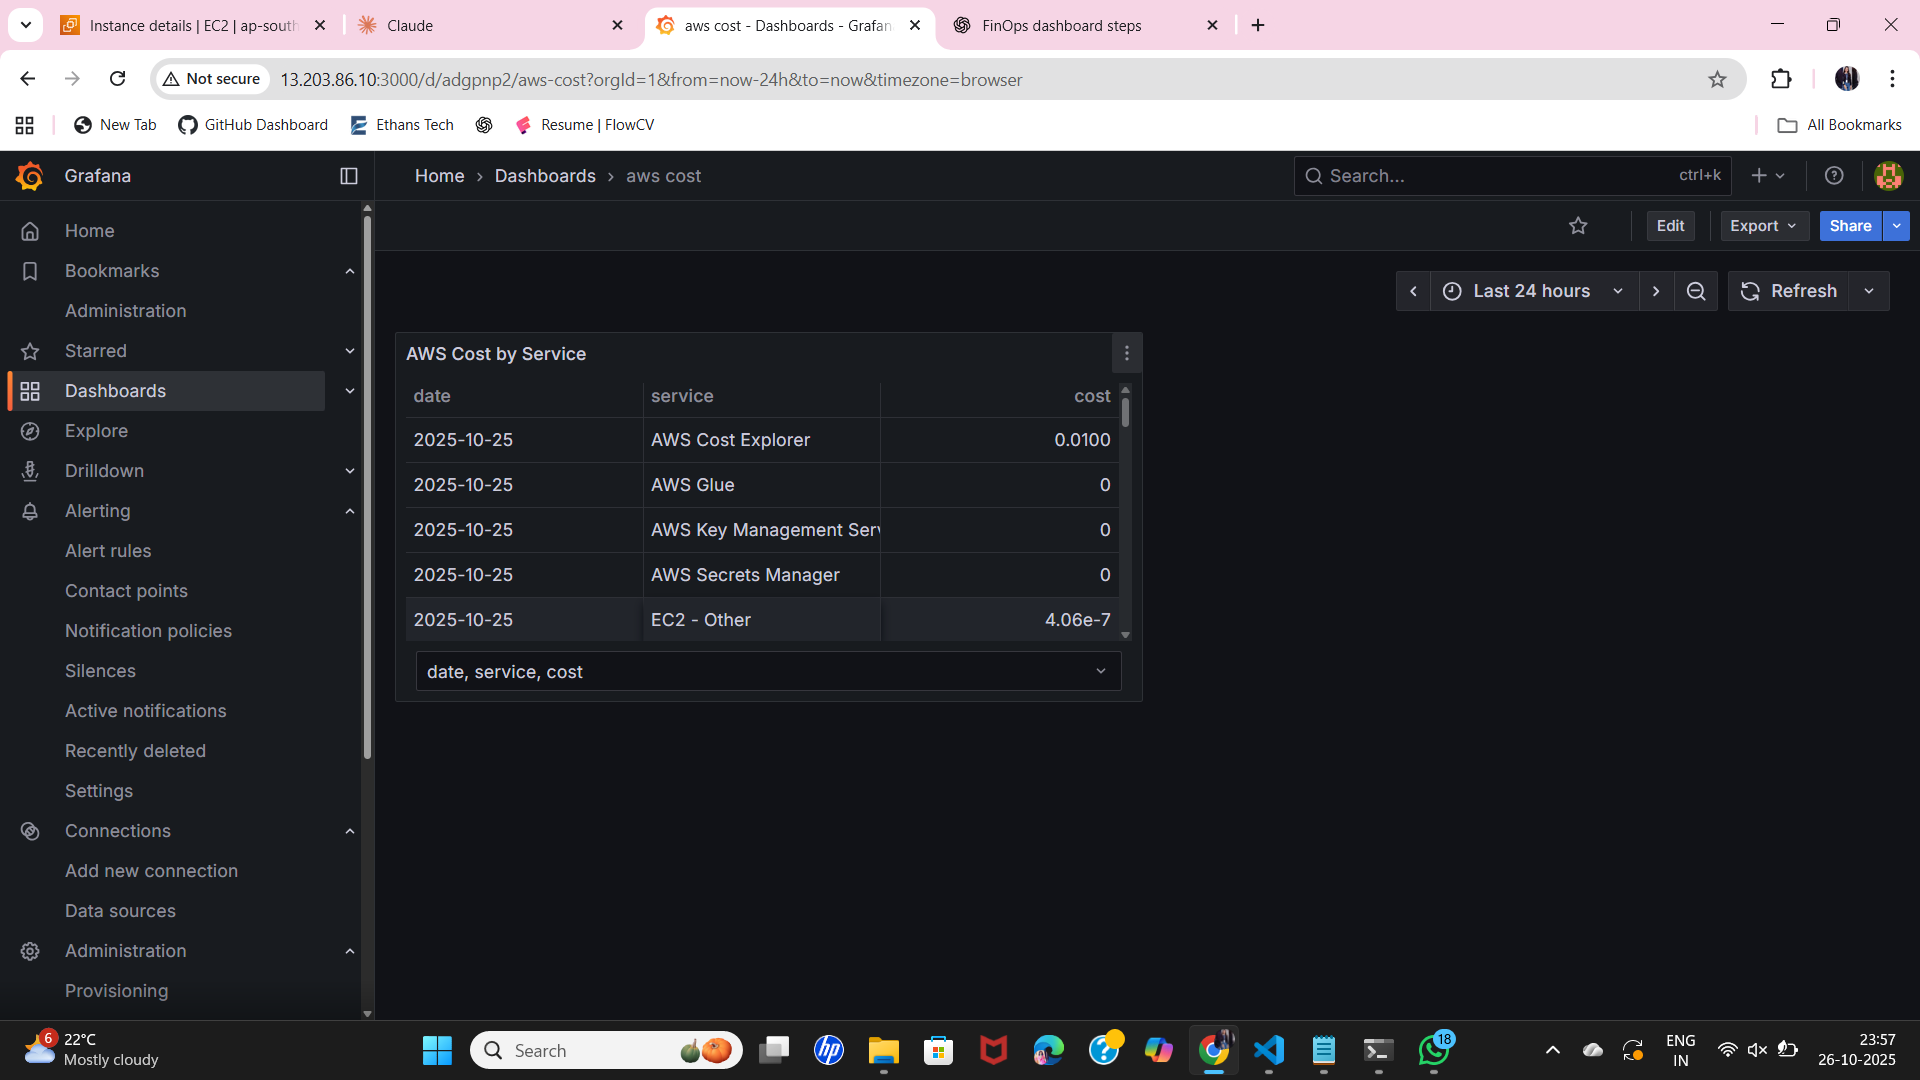 Instance details | EC2 | ap-south
Claude
aws cost - Dashboards - Grafan
FinOps dashboard steps
Not secure
13.203.86.10:3000/d/adgpnp2/aws-cost?orgId=1&from=now-24h&to=now&timezone=browser
New Tab
GitHub Dashboard
Ethans Tech
Resume | FlowCV
All Bookmarks
Grafana
Home › Dashboards › aws cost
Search...
ctrl+k
Edit
Export
Share
Home
Bookmarks
Administration
Starred
Dashboards
Explore
Drilldown
Alerting
Alert rules
Contact points
Notification policies
Silences
Active notifications
Recently deleted
Settings
Connections
Add new connection
Data sources
Administration
Provisioning
Last 24 hours
Refresh
AWS Cost by Service
date service cost
2025-10-25 AWS Cost Explorer 0.0100
2025-10-25 AWS Glue 0
2025-10-25 AWS Key Management Serv 0
2025-10-25 AWS Secrets Manager 0
2025-10-25 EC2 - Other 4.06e-7
date, service, cost
6
22°C
Mostly cloudy
Search
hp
18
ENG
IN
23:57
26-10-2025